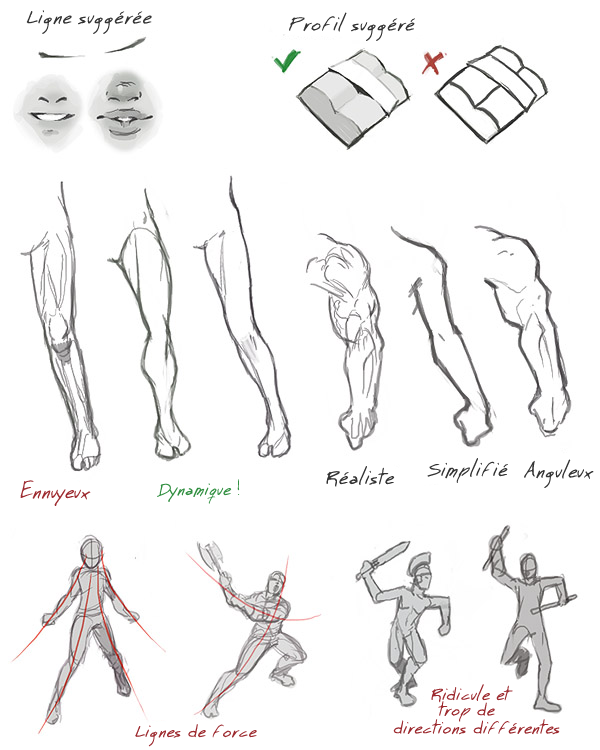 Ligne suggérée
Profil suggéré
Ennuyeux
Dynamique !
Réaliste
Simplifié
Anguleux
Lignes de force
Ridicule et
trop de
directions différentes